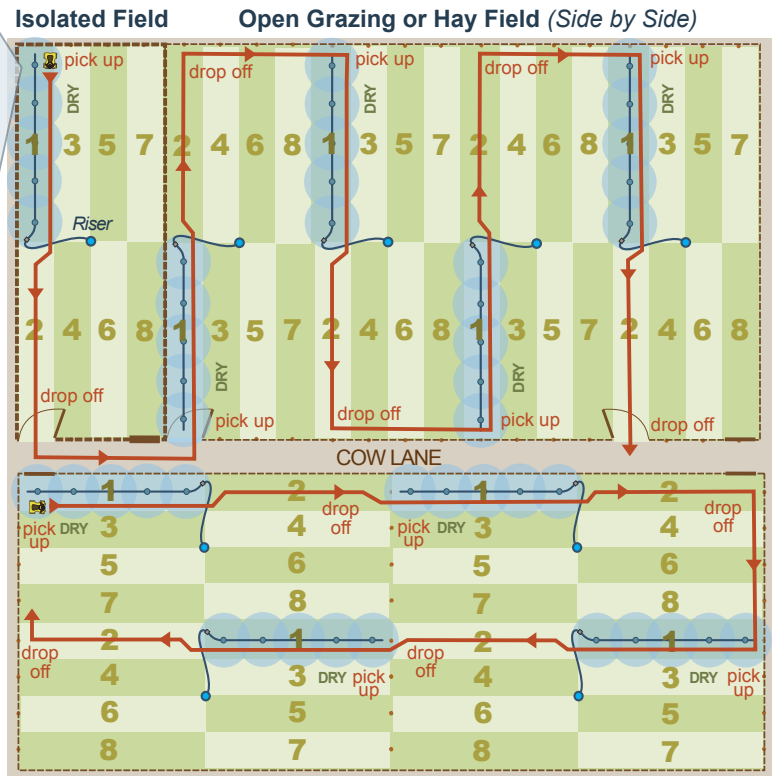 Isolated Field Open Grazing or Hay Field (Side by Side)
pick up drop off pick up drop off pick up
DRY DRY DRY
1 3 5 7 2 4 6 8 1 3 5 7 2 4 6 8 1 3 5 7
Riser
2 4 6 8 1 3 5 7 2 4 6 8 1 3 5 7 2 4 6 8
DRY DRY
drop off pick up drop off pick up drop off
COW LANE
1 2 1 2
pick up DRY 3 drop off 4 pick up DRY 3 drop off 4
5 6 5 6
7 8 7 8
2 1 2 1
drop off 4 3 DRY pick up drop off 4 3 DRY pick up
6 5 6 5
8 7 8 7